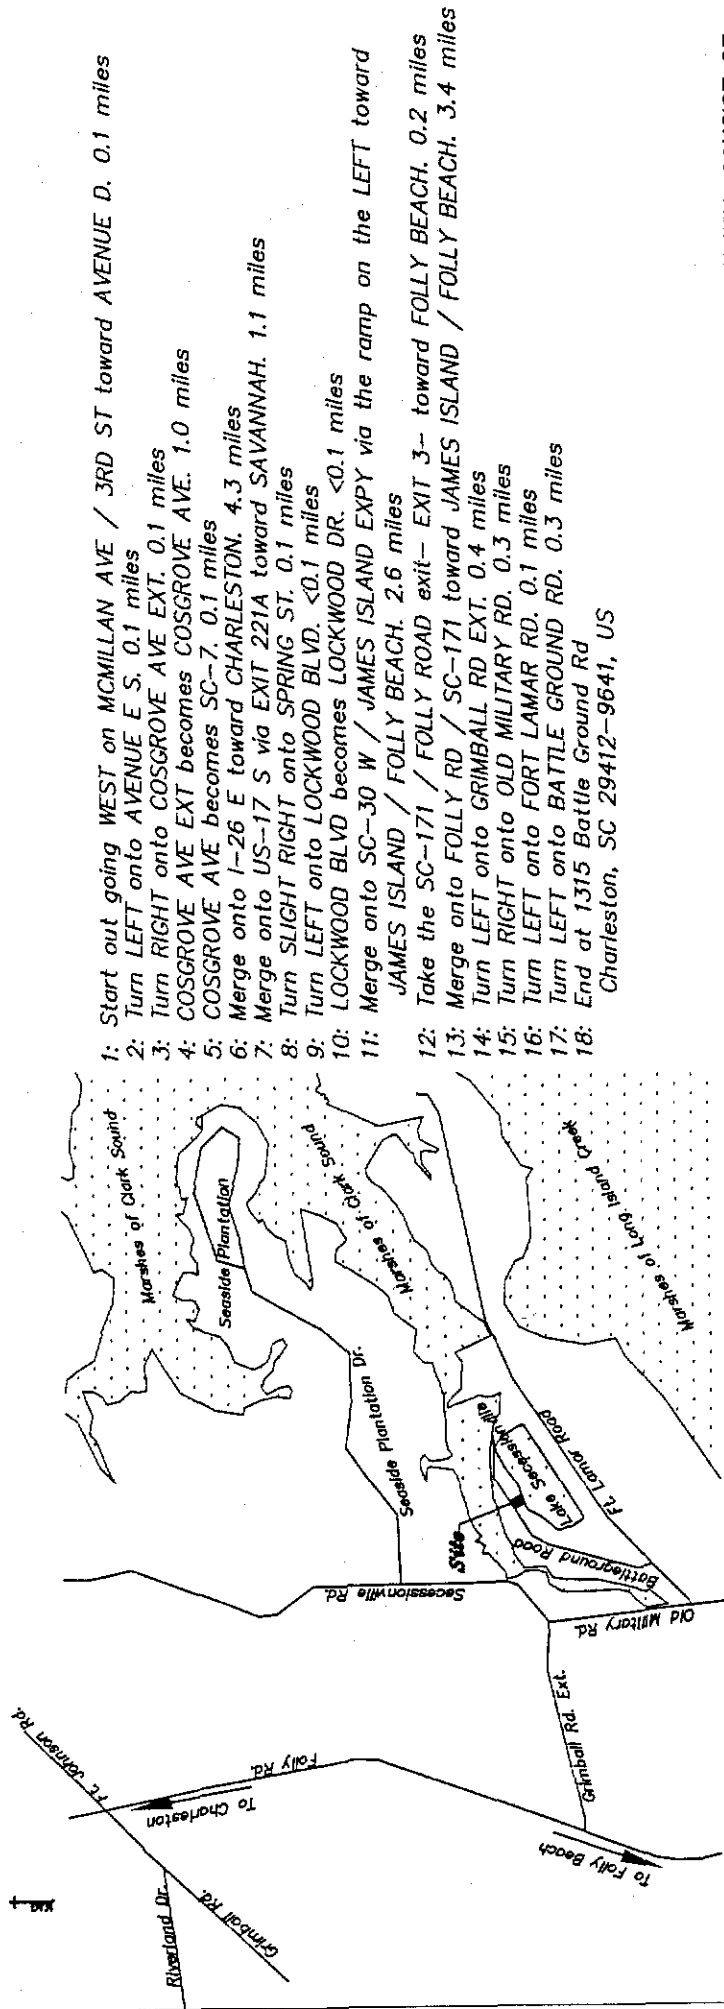 1: Start out going WEST on MCMILLAN AVE / 3RD ST toward AVENUE D. 0.1 miles
2: Turn LEFT onto AVENUE E S. 0.1 miles
3: Turn RIGHT onto COSGROVE AVE EXT. 0.1 miles
4: COSGROVE AVE EXT becomes COSGROVE AVE. 1.0 miles
5: COSGROVE AVE becomes SC-7. 0.1 miles
6: Merge onto I-26 E toward CHARLESTON. 4.3 miles
7: Merge onto US-17 S via EXIT 221A toward SAVANNAH. 1.1 miles
8: Turn SLIGHT RIGHT onto SPRING ST. 0.1 miles
9: Turn LEFT onto LOCKWOOD BLVD. <0.1 miles
10: LOCKWOOD BLVD becomes LOCKWOOD DR. <0.1 miles
11: Merge onto SC-30 W / JAMES ISLAND EXPY via the ramp on the LEFT toward
JAMES ISLAND / FOLLY BEACH. 2.6 miles
12: Take the SC-171 / FOLLY ROAD exit- EXIT 3- toward FOLLY BEACH. 0.2 miles
13: Merge onto FOLLY RD / SC-171 toward JAMES ISLAND / FOLLY BEACH. 3.4 miles
14: Turn LEFT onto GRIMBALL RD EXT. 0.4 miles
15: Turn RIGHT onto OLD MILITARY RD. 0.3 miles
16: Turn LEFT onto FORT LAMAR RD. 0.1 miles
17: Turn LEFT onto BATTLE GROUND RD. 0.3 miles
18: End at 1315 Battle Ground Rd
Charleston, SC 29412-9641, US
Marshes of Clark Sound
Seaside Plantation
Marshes of Clark Sound
Seaside Plantation Dr.
Marshes of Long Island Creek
Secessionville Rd.
Site
Lake Secessionville
Ft. Lamar Road
Battleground Road
Old Military Rd.
Grimball Rd. Ext.
Ft. Johnson Rd.
Folly Rd.
To Charleston
To Folly Beach
Riverland Dr.
Grimball Rd.